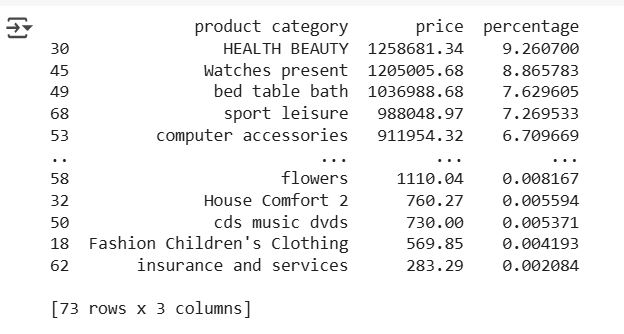 product category price percentage
30 HEALTH BEAUTY 1258681.34 9.260700
45 Watches present 1205005.68 8.865783
49 bed table bath 1036988.68 7.629605
68 sport leisure 988048.97 7.269533
53 computer accessories 911954.32 6.709669
.. ... ... ...
58 flowers 1110.04 0.008167
32 House Comfort 2 760.27 0.005594
50 cds music dvds 730.00 0.005371
18 Fashion Children's Clothing 569.85 0.004193
62 insurance and services 283.29 0.002084
[73 rows x 3 columns]